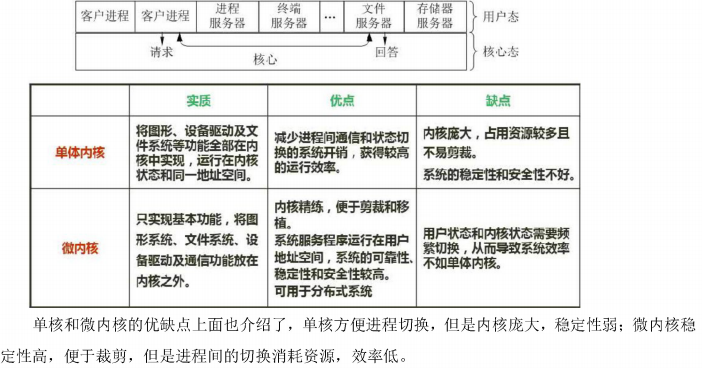 客户进程 客户进程 进程服务器 终端服务器 … 文件服务器 存储器服务器 用户态
请求 回答
核心 核心态
实质 优点 缺点
单体内核
将图形、设备驱动及文
件系统等功能全部在内
核中实现，运行在内核
状态和同一地址空间。
减少进程间通信和状态切
换的系统开销，获得较高
的运行效率。
内核庞大，占用资源较多且
不易剪裁。
系统的稳定性和安全性不好。
微内核
只实现基本功能，将图
形系统、文件系统、设
备驱动及通信功能放在
内核之外。
内核精练，便于剪裁和移
植。
系统服务程序运行在用户
地址空间，系统的可靠性、
稳定性和安全性较高。
可用于分布式系统
用户状态和内核状态需要频
繁切换，从而导致系统效率
不如单体内核。
单核和微内核的优缺点上面也介绍了，单核方便进程切换，但是内核庞大，稳定性弱；微内核稳
定性高，便于裁剪，但是进程间的切换消耗资源，效率低。